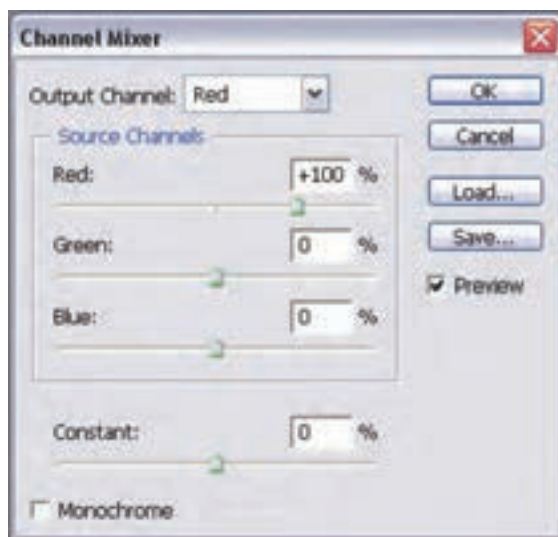 Channel Mixer
Output Channel: Red
OK
Source Channels
Cancel
Red: +100 %
Load...
Green: 0 %
Save...
Preview
Blue: 0 %
Constant: 0 %
Monochrome